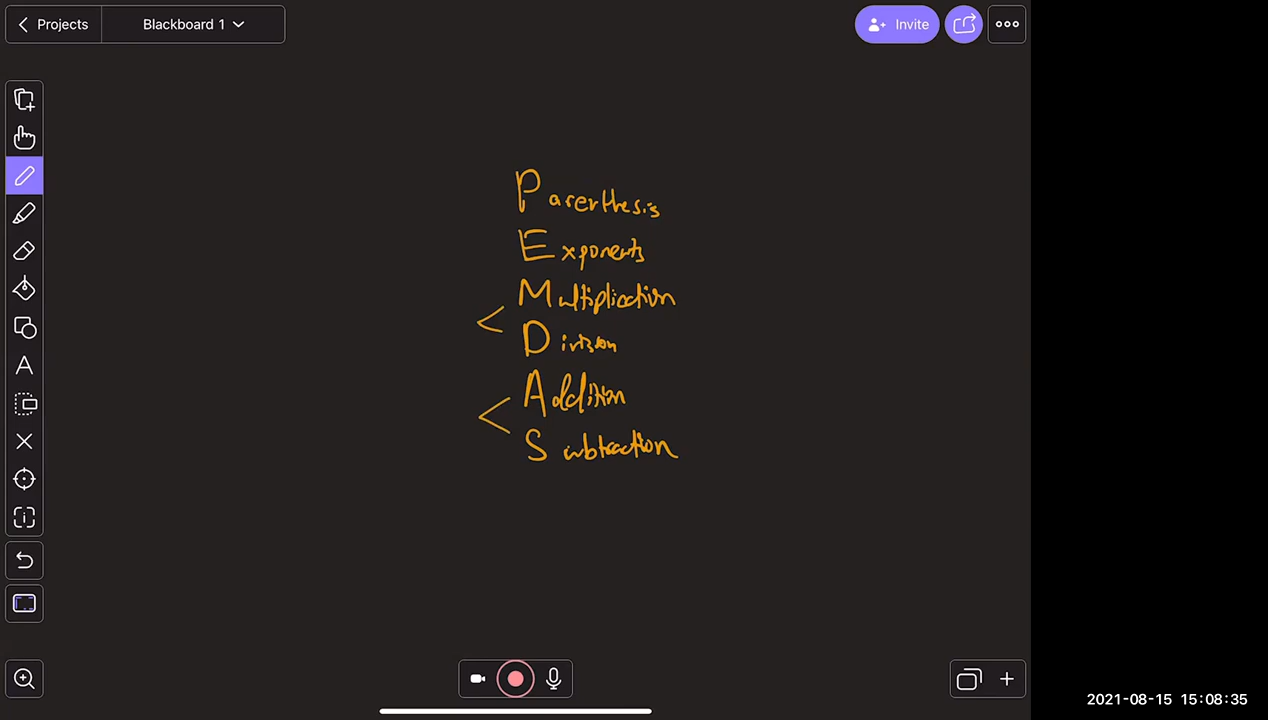 Projects
Blackboard 1
Invite
Parenthesis
Exponents
Multiplication
Division
Addition
Subtraction
A
2021-08-15 15:08:35